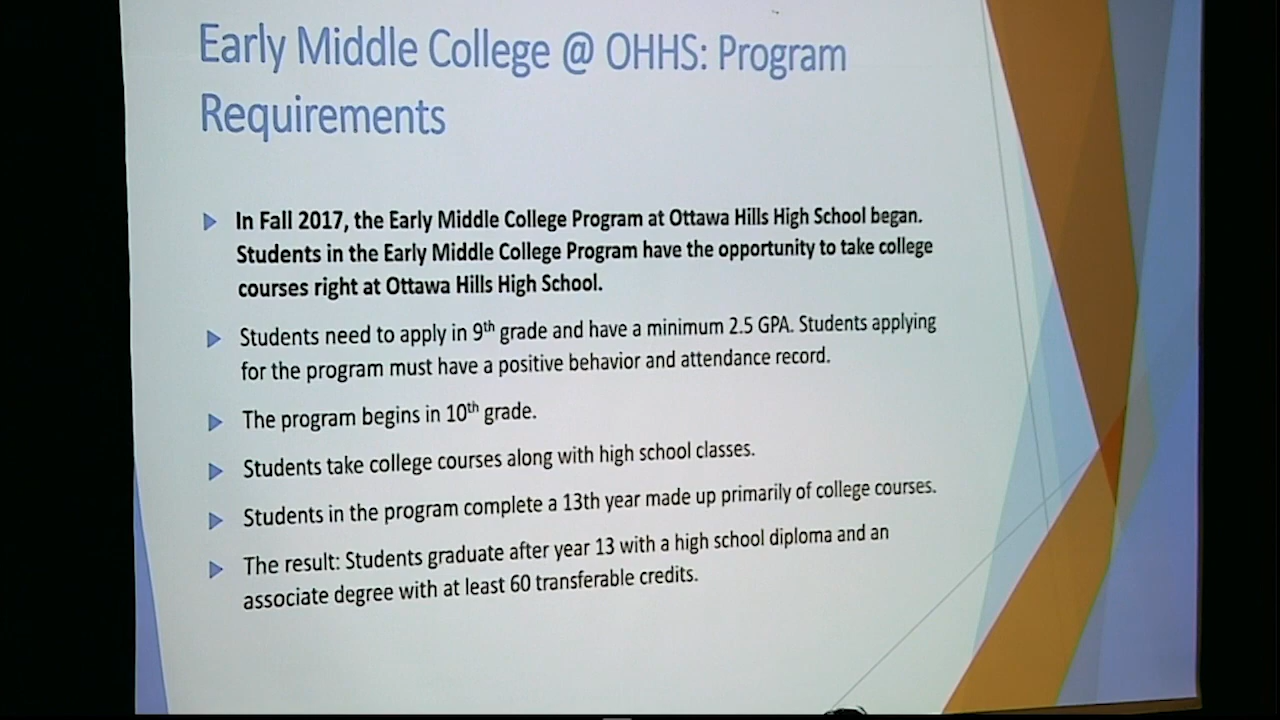 Early Middle College @ OHHS: Program
Requirements
In Fall 2017, the Early Middle College Program at Ottawa Hills High School began.
Students in the Early Middle College Program have the opportunity to take college
courses right at Ottawa Hills High School.
Students need to apply in 9th grade and have a minimum 2.5 GPA. Students applying
for the program must have a positive behavior and attendance record.
The program begins in 10th grade.
Students take college courses along with high school classes.
Students in the program complete a 13th year made up primarily of college courses.
The result: Students graduate after year 13 with a high school diploma and an
associate degree with at least 60 transferable credits.